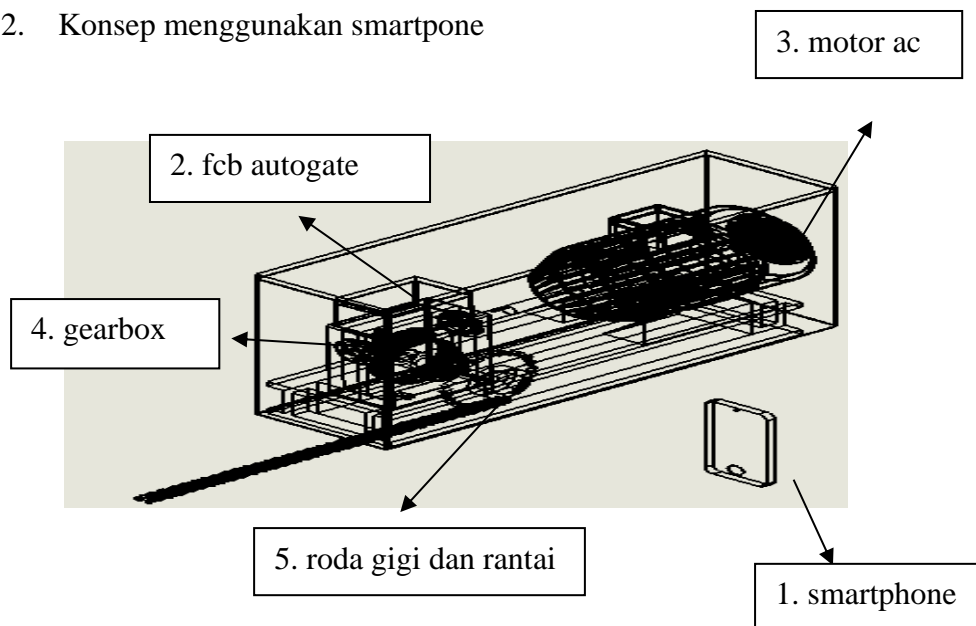 2. Konsep menggunakan smartpone
3. motor ac
2. fcb autogate
4. gearbox
5. roda gigi dan rantai
1. smartphone